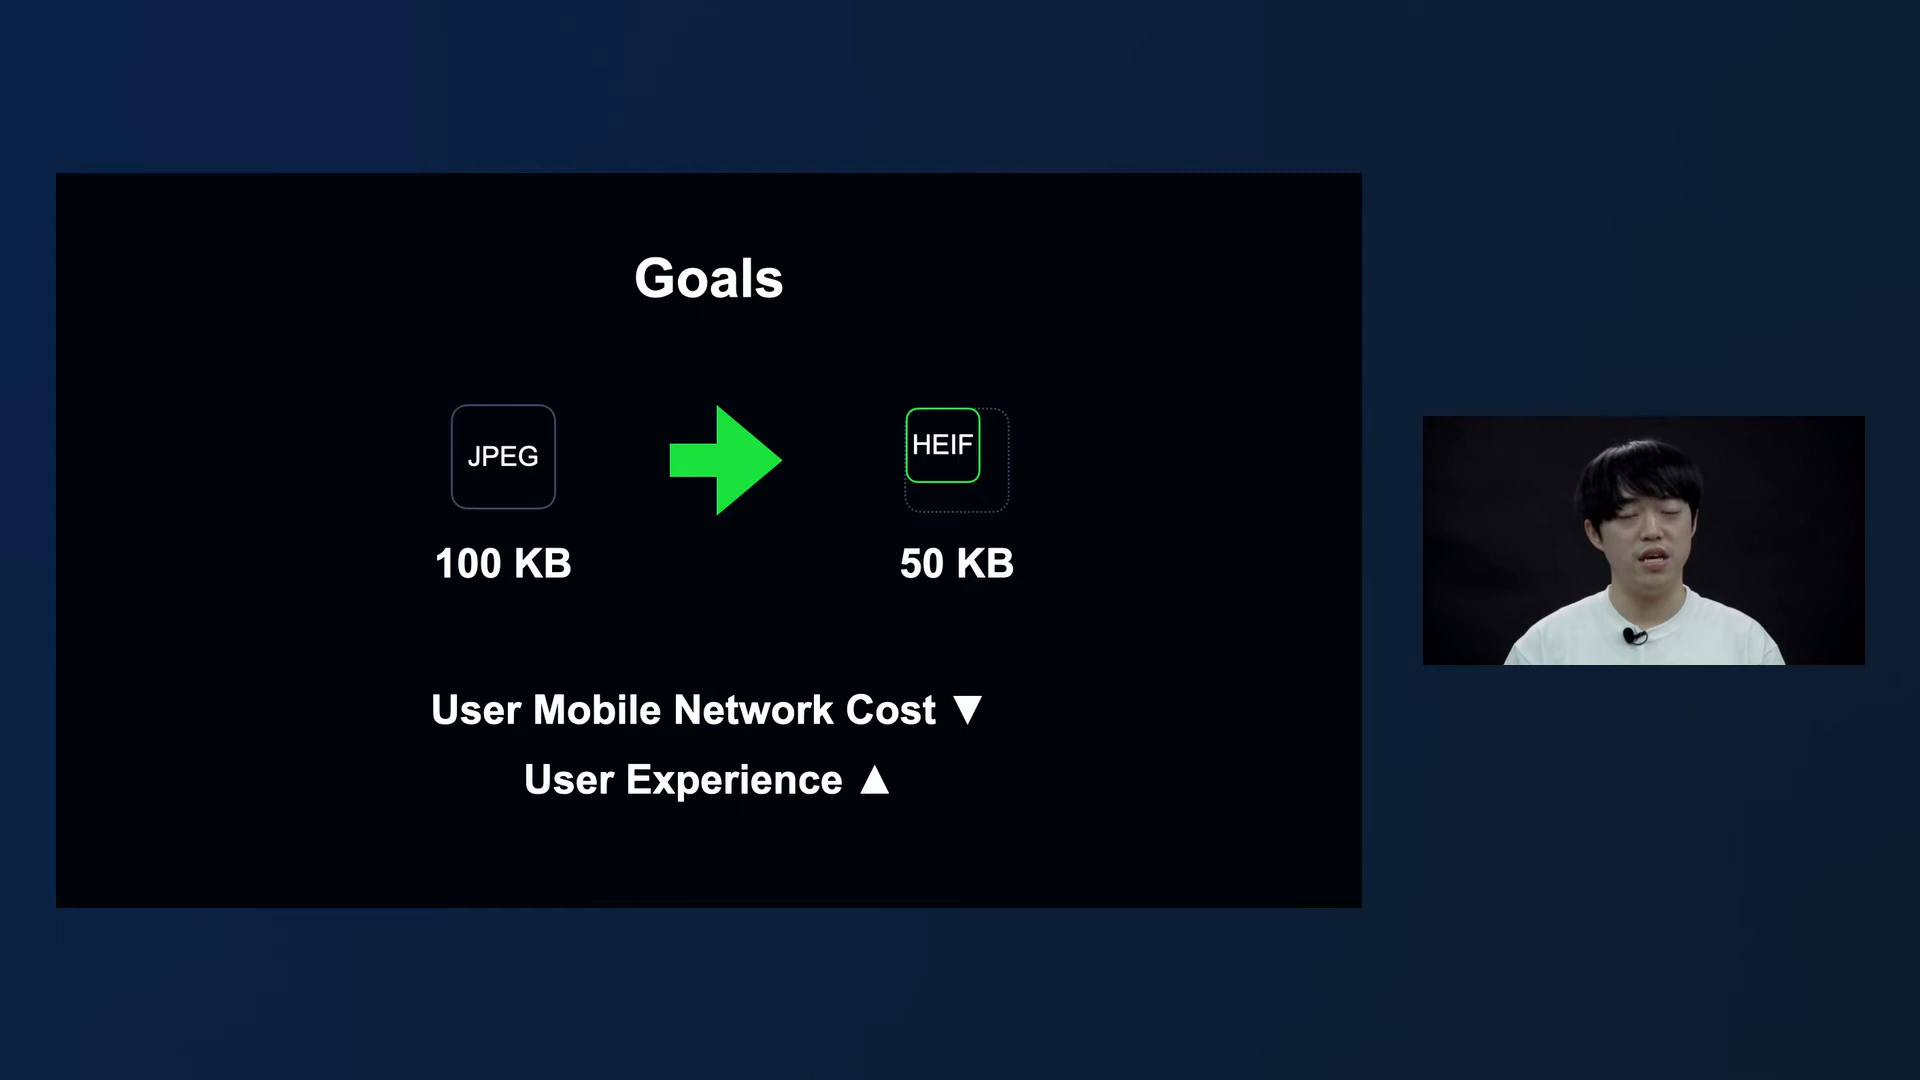 Goals
JPEG
HEIF
100 KB
50 KB
User Mobile Network Cost ▼
User Experience ▲